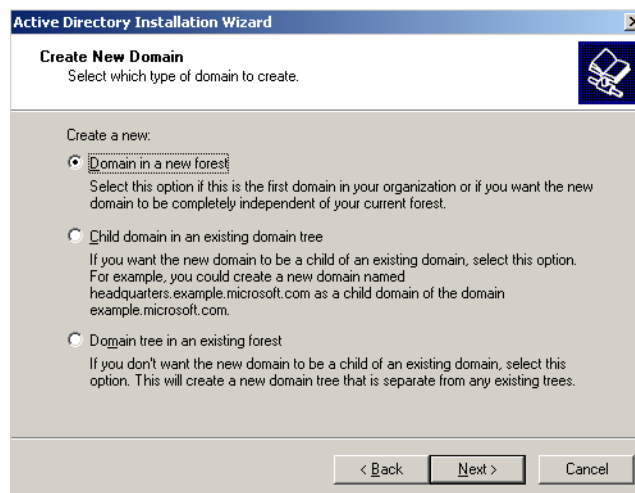 Active Directory Installation Wizard
Create New Domain
Select which type of domain to create.
Create a new:
Domain in a new forest
Select this option if this is the first domain in your organization or if you want the new
domain to be completely independent of your current forest.
Child domain in an existing domain tree
If you want the new domain to be a child of an existing domain, select this option.
For example, you could create a new domain named
headquarters.example.microsoft.com as a child domain of the domain
example.microsoft.com.
Domain tree in an existing forest
If you don't want the new domain to be a child of an existing domain, select this
option. This will create a new domain tree that is separate from any existing trees.
< Back Next > Cancel